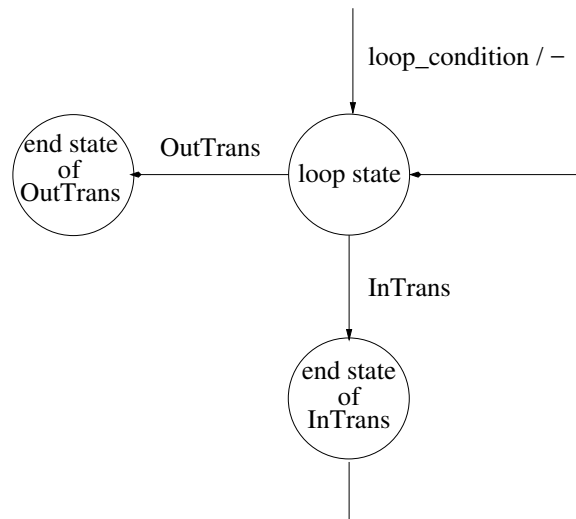 loop_condition / −
end state
of
OutTrans
OutTrans
loop state
InTrans
end state
of
InTrans